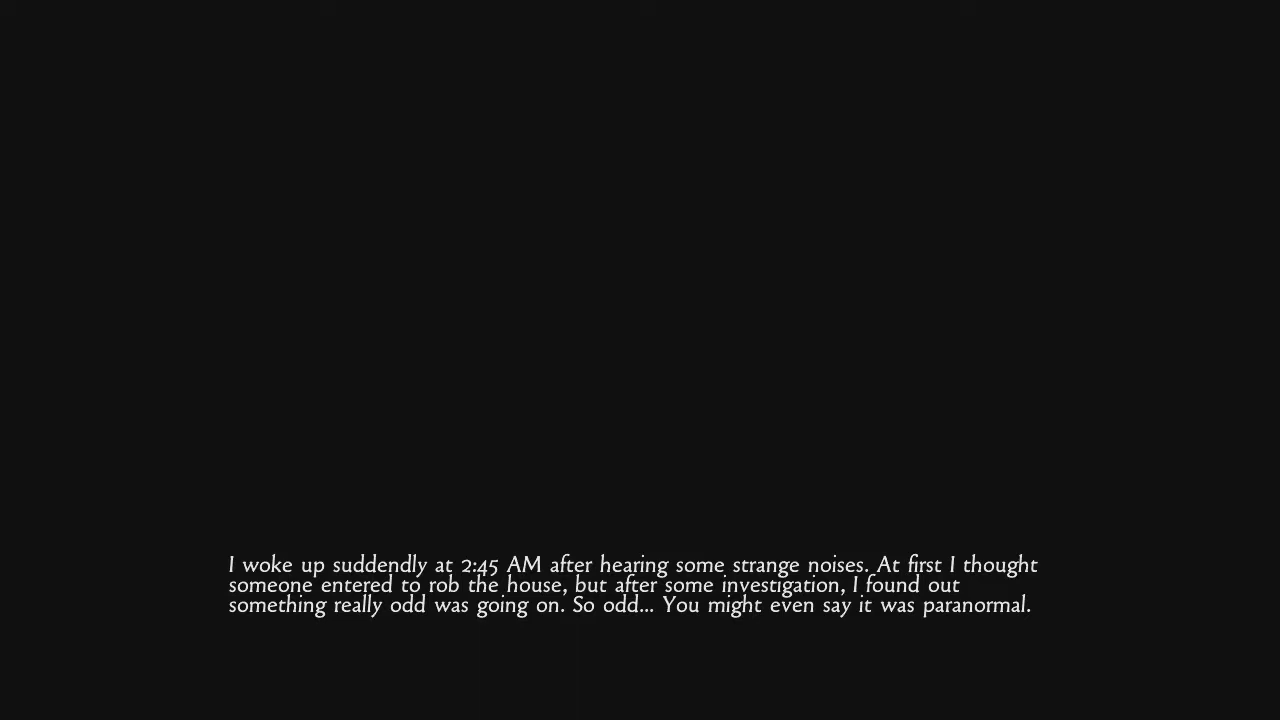 I woke up suddendly at 2:45 AM after hearing some strange noises. At first I thought
someone entered to rob the house, but after some investigation, I found out
something really odd was going on. So odd... You might even say it was paranormal.